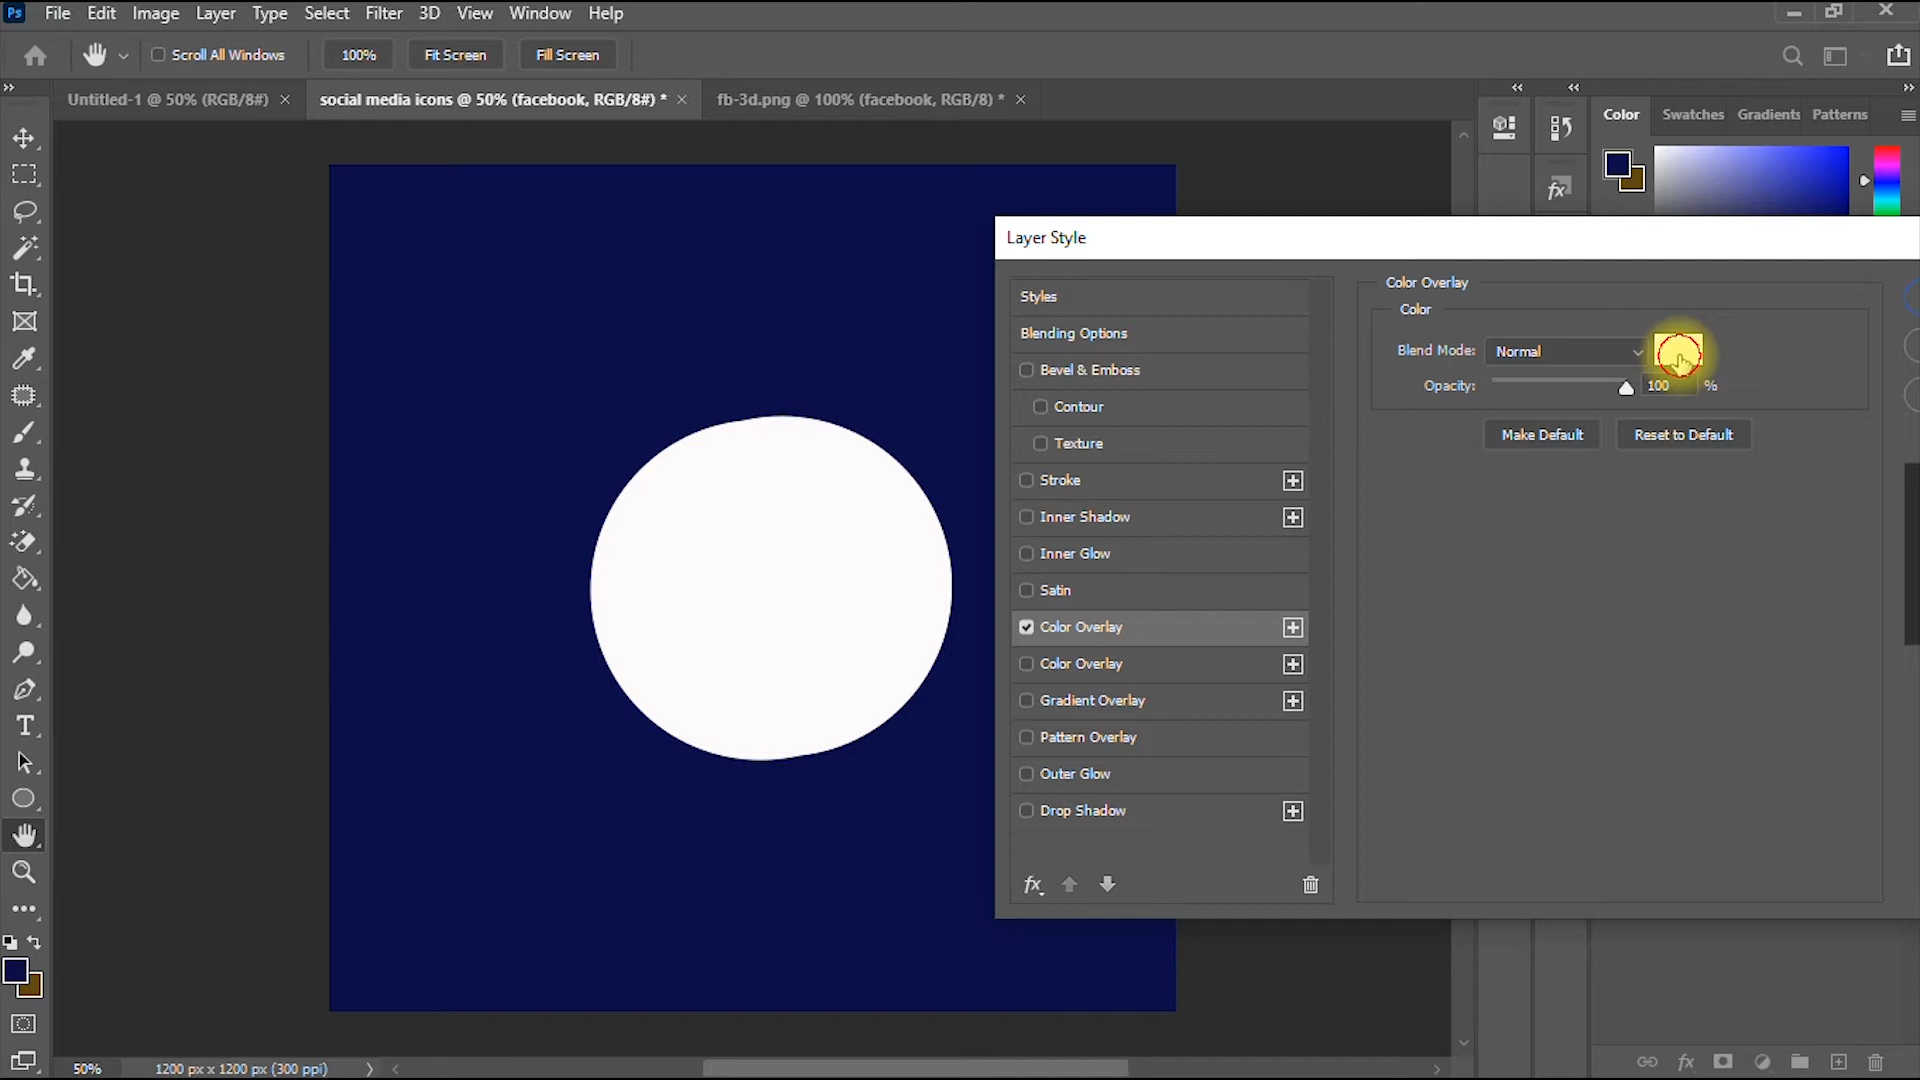 Ps File Edit Image Layer Type Select Filter 3D View Window Help
Scroll All Windows 100% Fit Screen Fill Screen
Untitled-1 @ 50% (RGB/8#) × social media icons @ 50% (facebook, RGB/8#) * × fb-3d.png @ 100% (facebook, RGB/8) * ×
Color Swatches Gradients Patterns
fx
Layer Style
Styles
Blending Options
Bevel & Emboss
Contour
Texture
Stroke
Inner Shadow
Inner Glow
Satin
Color Overlay
Color Overlay
Gradient Overlay
Pattern Overlay
Outer Glow
Drop Shadow
fx
Color Overlay
Color
Blend Mode: Normal
Opacity: 100 %
Make Default Reset to Default
T
50% 1200 px x 1200 px (300 ppi)
fx